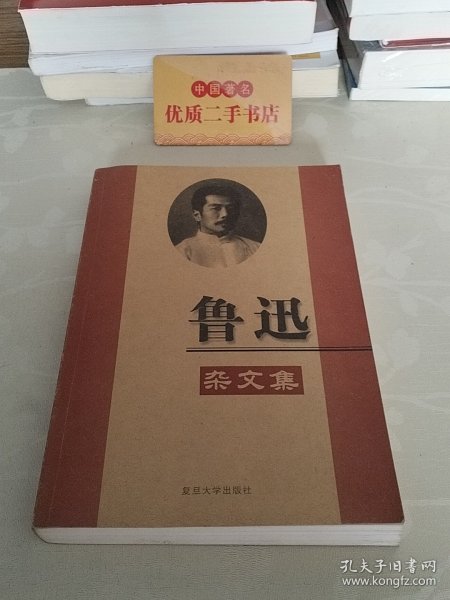 中国著名
优质二手书店
鲁迅
杂文集
复旦大学出版社
孔夫子旧书网
www.kongfz.com